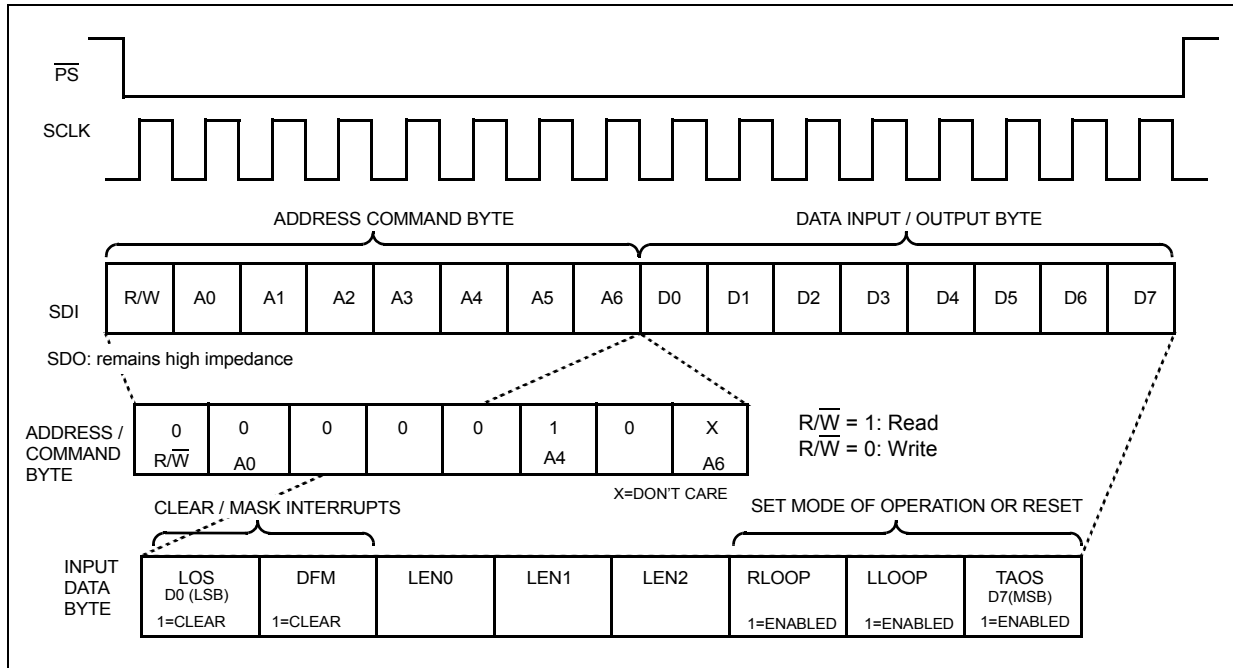 PS
SCLK
ADDRESS COMMAND BYTE
DATA INPUT / OUTPUT BYTE
SDI
R/W A0 A1 A2 A3 A4 A5 A6 D0 D1 D2 D3 D4 D5 D6 D7
SDO: remains high impedance
ADDRESS /
COMMAND
BYTE
0 0 0 0 0 1 0 X
R/W A0 A4 A6
R/W = 1: Read
R/W = 0: Write
X=DON'T CARE
CLEAR / MASK INTERRUPTS
SET MODE OF OPERATION OR RESET
INPUT
DATA
BYTE
LOS DFM LEN0 LEN1 LEN2 RLOOP LLOOP TAOS
D0 (LSB) D7(MSB)
1=CLEAR 1=CLEAR 1=ENABLED 1=ENABLED 1=ENABLED